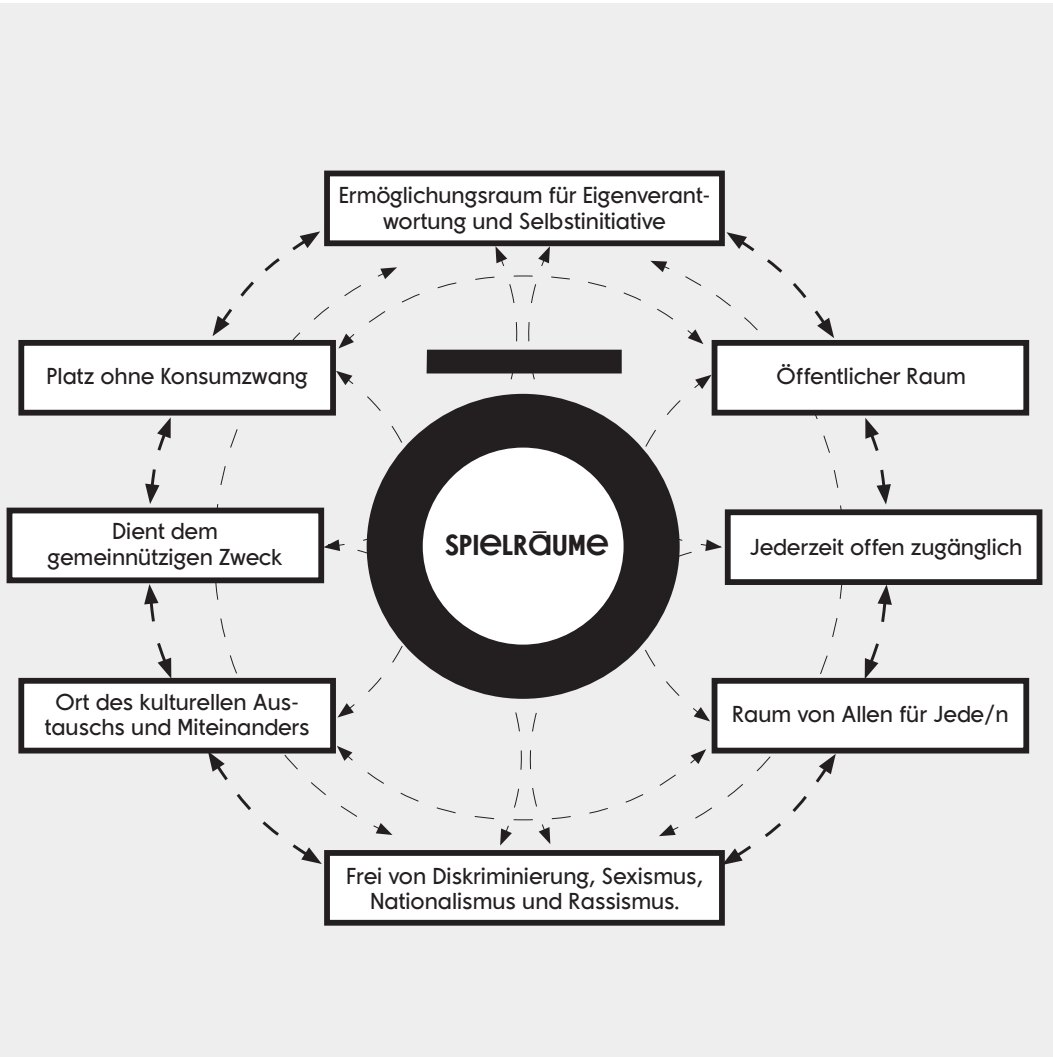 Ermöglichungsraum für Eigenverant-
wortung und Selbstinitiative
Platz ohne Konsumzwang
Öffentlicher Raum
Dient dem
gemeinnützigen Zweck
SPIELRÄUME
Jederzeit offen zugänglich
Ort des kulturellen Aus-
tauschs und Miteinanders
Raum von Allen für Jede/n
Frei von Diskriminierung, Sexismus,
Nationalismus und Rassismus.